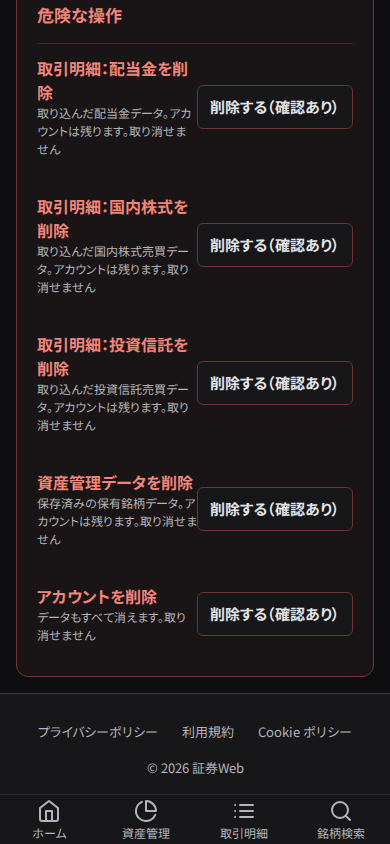 危険な操作
取引明細:配当金を削
除
取り込んだ配当金データ。アカ
ウントは残ります。取り消せま
せん
削除する(確認あり)
取引明細:国内株式を
削除
取り込んだ国内株式売買デー
タ。アカウントは残ります。取り
消せません
削除する(確認あり)
取引明細:投資信託を
削除
取り込んだ投資信託売買デー
タ。アカウントは残ります。取り
消せません
削除する(確認あり)
資産管理データを削除
保存済みの保有銘柄データ。ア
カウントは残ります。取り消せま
せん
削除する(確認あり)
アカウントを削除
データもすべて消えます。取り
消せません
削除する(確認あり)
プライバシーポリシー 利用規約 Cookie ポリシー
© 2026 証券Web
ホーム 資産管理 取引明細 銘柄検索